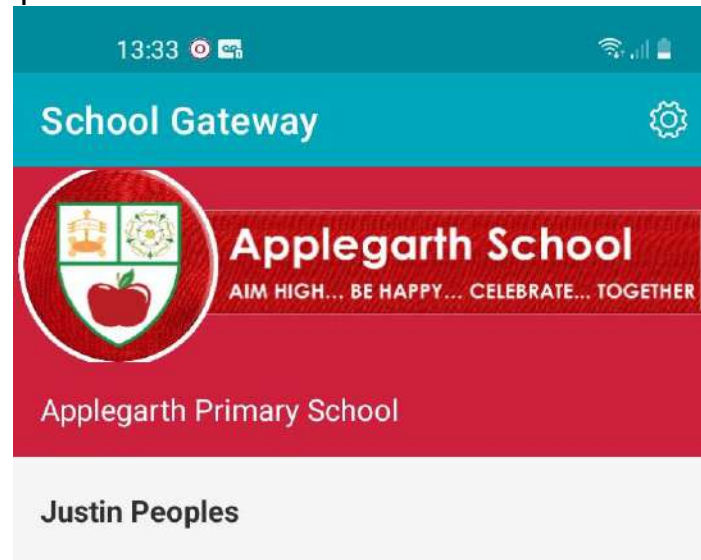 13:33
School Gateway
Applegarth School
AIM HIGH... BE HAPPY... CELEBRATE... TOGETHER
Applegarth Primary School
Justin Peoples